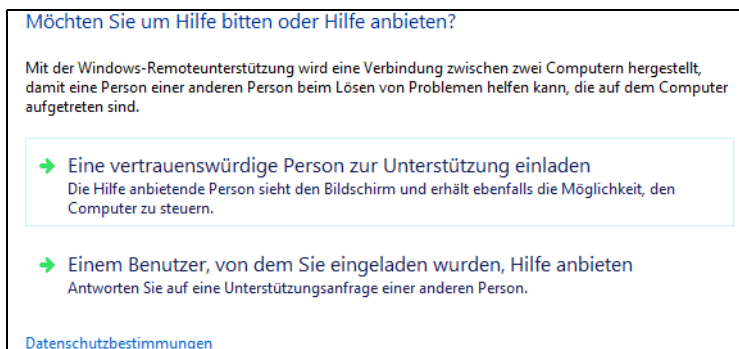 Möchten Sie um Hilfe bitten oder Hilfe anbieten?
Mit der Windows-Remoteunterstützung wird eine Verbindung zwischen zwei Computern hergestellt,
damit eine Person einer anderen Person beim Lösen von Problemen helfen kann, die auf dem Computer
aufgetreten sind.
Eine vertrauenswürdige Person zur Unterstützung einladen
Die Hilfe anbietende Person sieht den Bildschirm und erhält ebenfalls die Möglichkeit, den
Computer zu steuern.
Einem Benutzer, von dem Sie eingeladen wurden, Hilfe anbieten
Antworten Sie auf eine Unterstützungsanfrage einer anderen Person.
Datenschutzbestimmungen